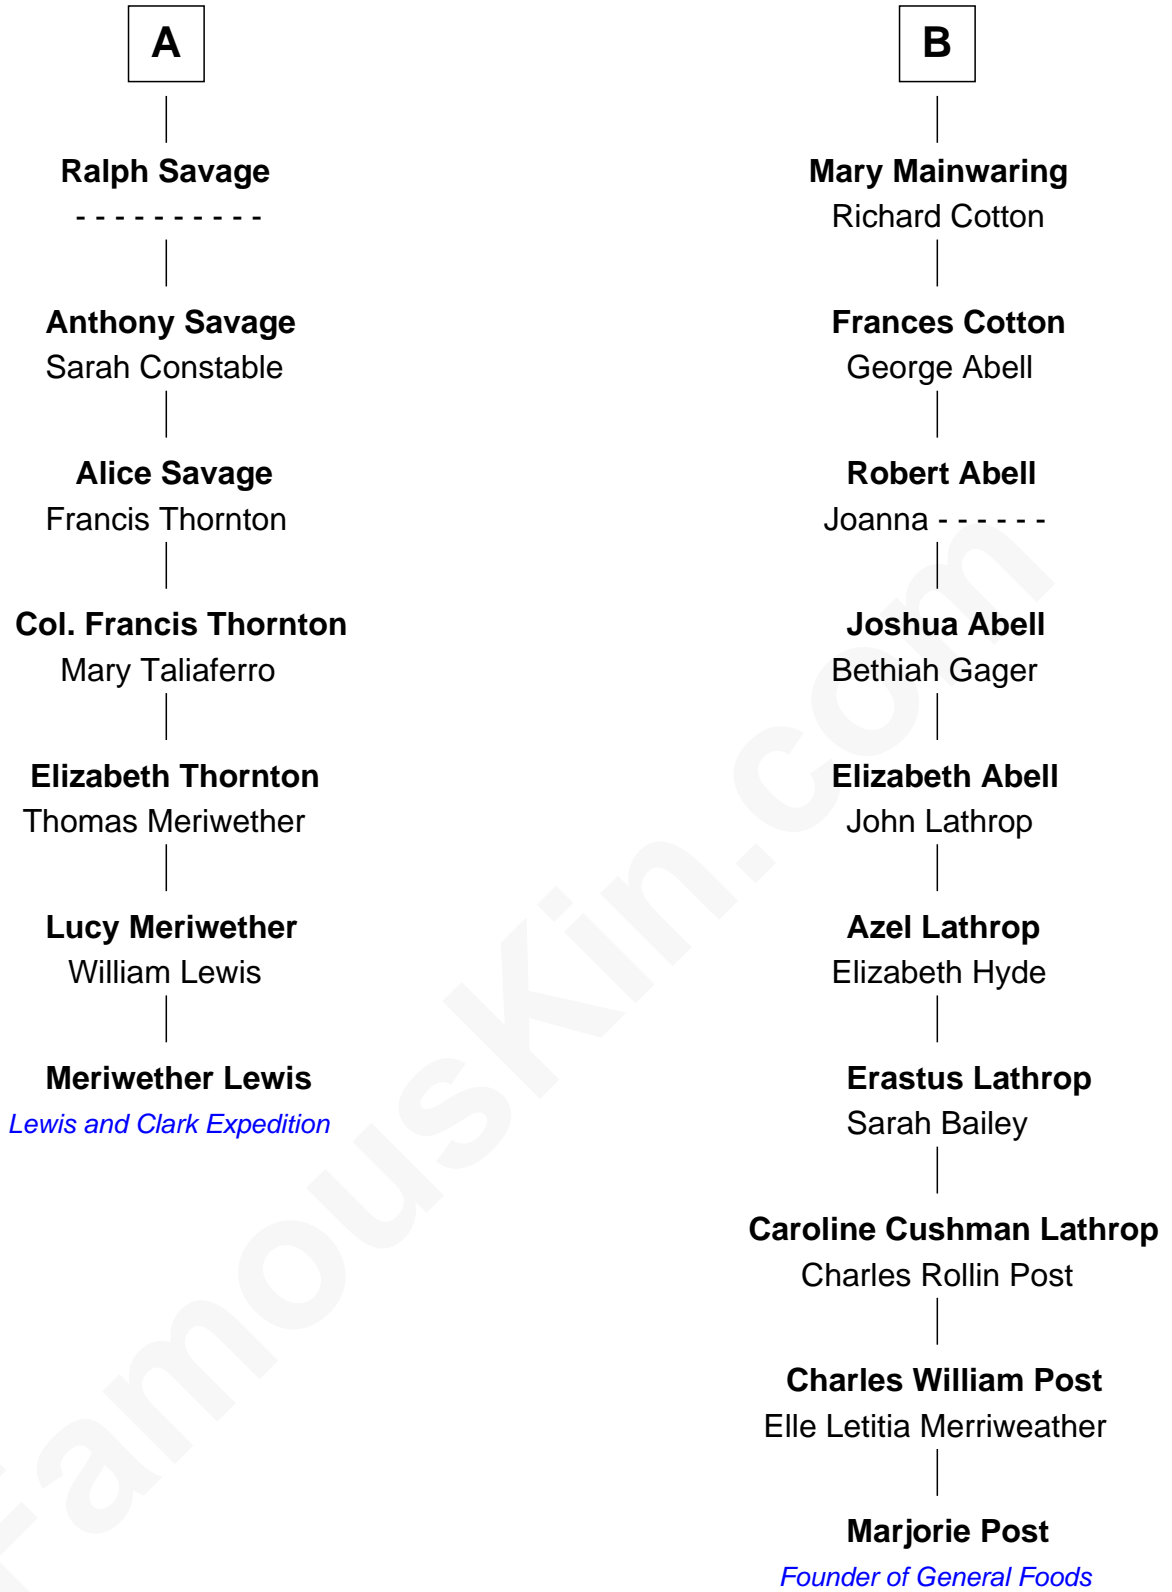 A
Ralph Savage
- - - - - - - - - -
Anthony Savage
Sarah Constable
Alice Savage
Francis Thornton
Col. Francis Thornton
Mary Taliaferro
Elizabeth Thornton
Thomas Meriwether
Lucy Meriwether
William Lewis
Meriwether Lewis
Lewis and Clark Expedition
B
Mary Mainwaring
Richard Cotton
Frances Cotton
George Abell
Robert Abell
Joanna - - - - - -
Joshua Abell
Bethiah Gager
Elizabeth Abell
John Lathrop
Azel Lathrop
Elizabeth Hyde
Erastus Lathrop
Sarah Bailey
Caroline Cushman Lathrop
Charles Rollin Post
Charles William Post
Elle Letitia Merriweather
Marjorie Post
Founder of General Foods
FamousKin.com